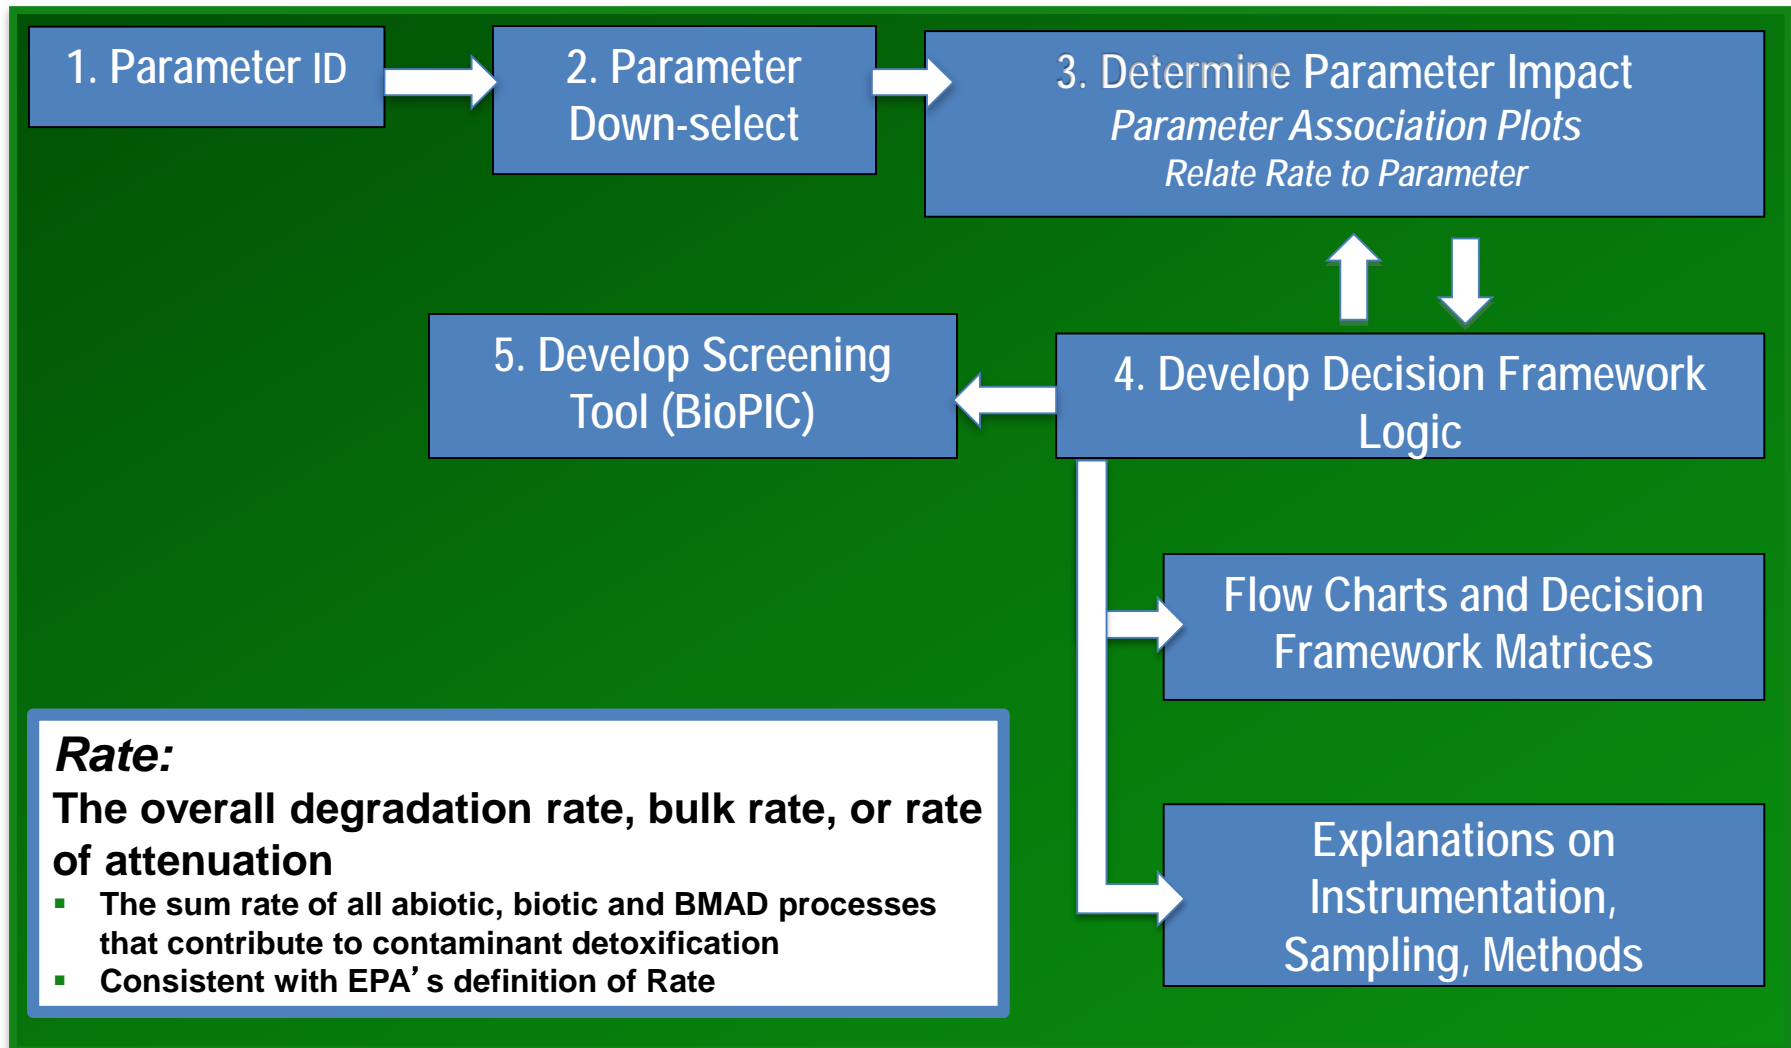 1. Parameter ID
2. Parameter
Down-select
3. Determine Parameter Impact
Parameter Association Plots
Relate Rate to Parameter
4. Develop Decision Framework
Logic
5. Develop Screening
Tool (BioPIC)
Flow Charts and Decision
Framework Matrices
Explanations on
Instrumentation,
Sampling, Methods
Rate:
The overall degradation rate, bulk rate, or rate
of attenuation
▪ The sum rate of all abiotic, biotic and BMAD processes
that contribute to contaminant detoxification
▪ Consistent with EPA’s definition of Rate